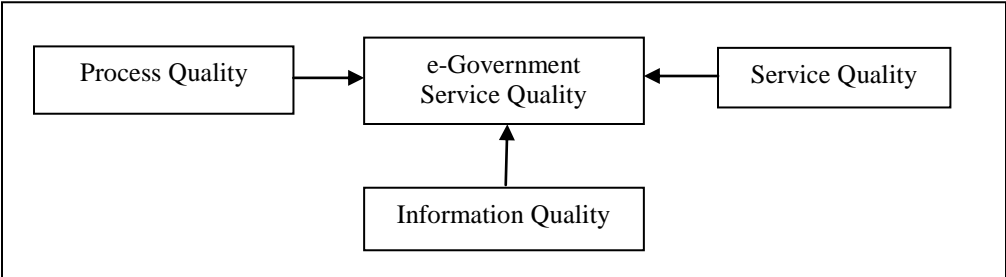 Process Quality
e-Government
Service Quality
Service Quality
Information Quality